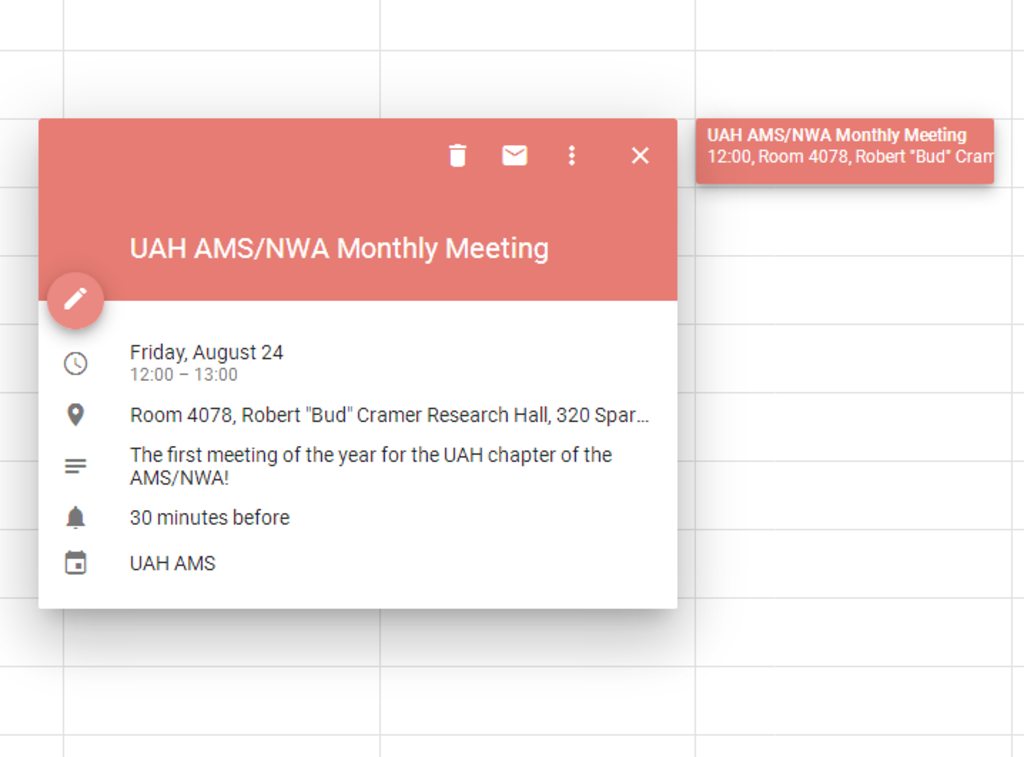 UAH AMS/NWA Monthly Meeting
Friday, August 24
12:00 – 13:00
Room 4078, Robert "Bud" Cramer Research Hall, 320 Spar...
The first meeting of the year for the UAH chapter of the
AMS/NWA!
30 minutes before
UAH AMS
UAH AMS/NWA Monthly Meeting
12:00, Room 4078, Robert "Bud" Cram